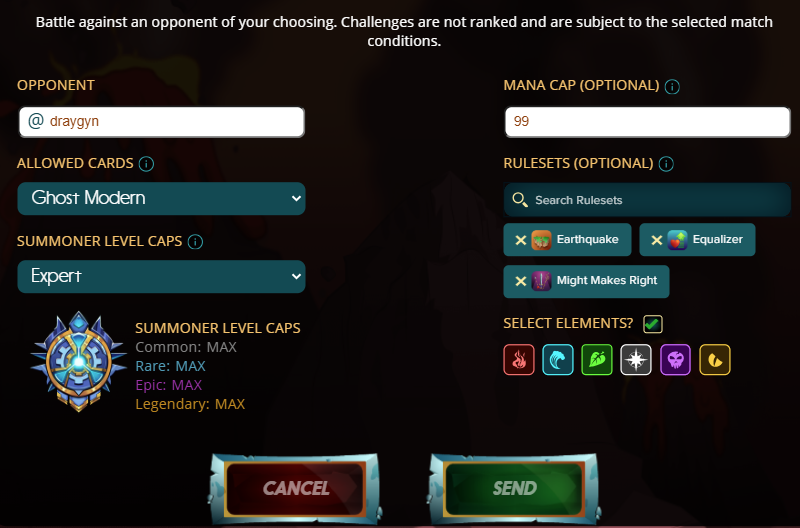 Battle against an opponent of your choosing. Challenges are not ranked and are subject to the selected match
conditions.
OPPONENT
@ draygyn
ALLOWED CARDS
Ghost Modern
SUMMONER LEVEL CAPS
Expert
SUMMONER LEVEL CAPS
Common: MAX
Rare: MAX
Epic: MAX
Legendary: MAX
MANA CAP (OPTIONAL)
99
RULESETS (OPTIONAL)
Search Rulesets
× Earthquake
× Equalizer
× Might Makes Right
SELECT ELEMENTS?
CANCEL
SEND